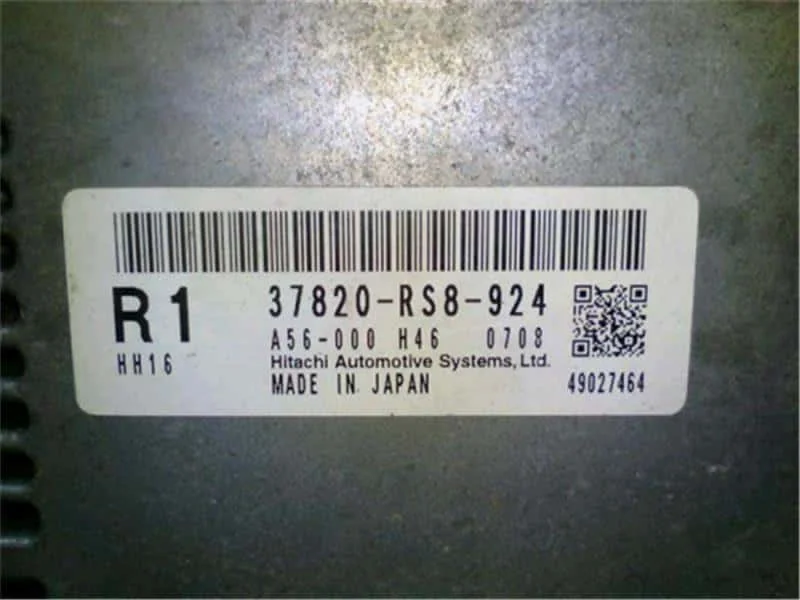 R1 37820-RS8-924
A56-000 H46 0708
HH16 Hitachi Automotive Systems, Ltd.
MADE IN JAPAN 49027464